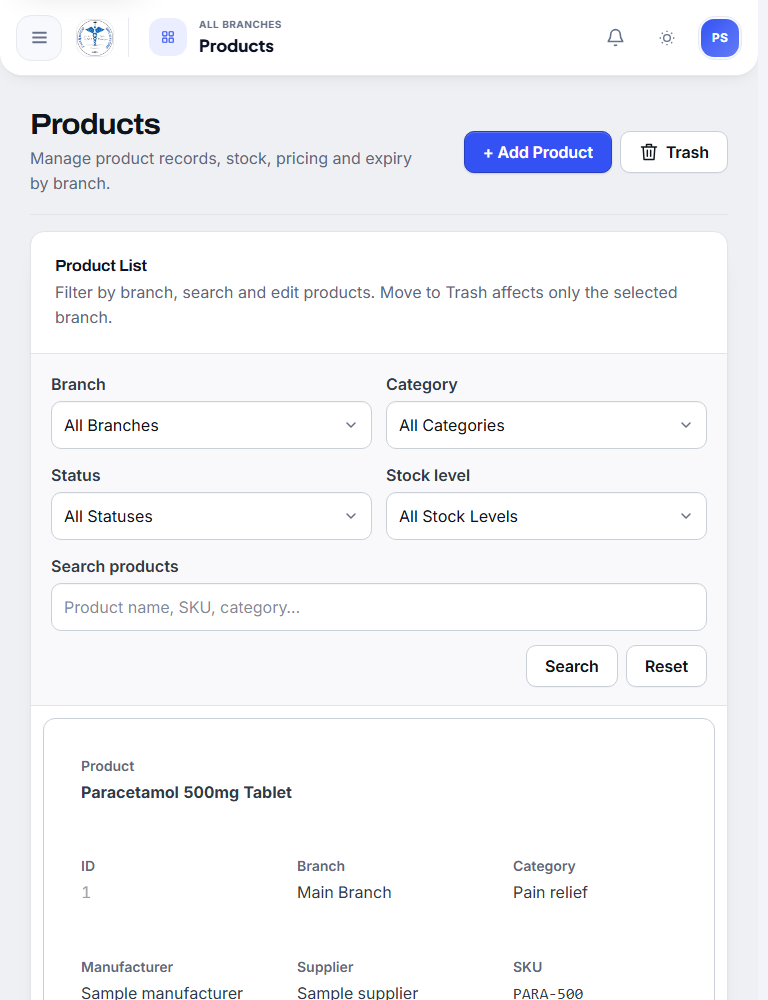 ALL BRANCHES
Products
PS
Products
Manage product records, stock, pricing and expiry
by branch.
+ Add Product
Trash
Product List
Filter by branch, search and edit products. Move to Trash affects only the selected
branch.
Branch
Category
All Branches
All Categories
Status
Stock level
All Statuses
All Stock Levels
Search products
Product name, SKU, category...
Search
Reset
Product
Paracetamol 500mg Tablet
ID
Branch
Category
1
Main Branch
Pain relief
Manufacturer
Supplier
SKU
Sample manufacturer
Sample supplier
PARA-500